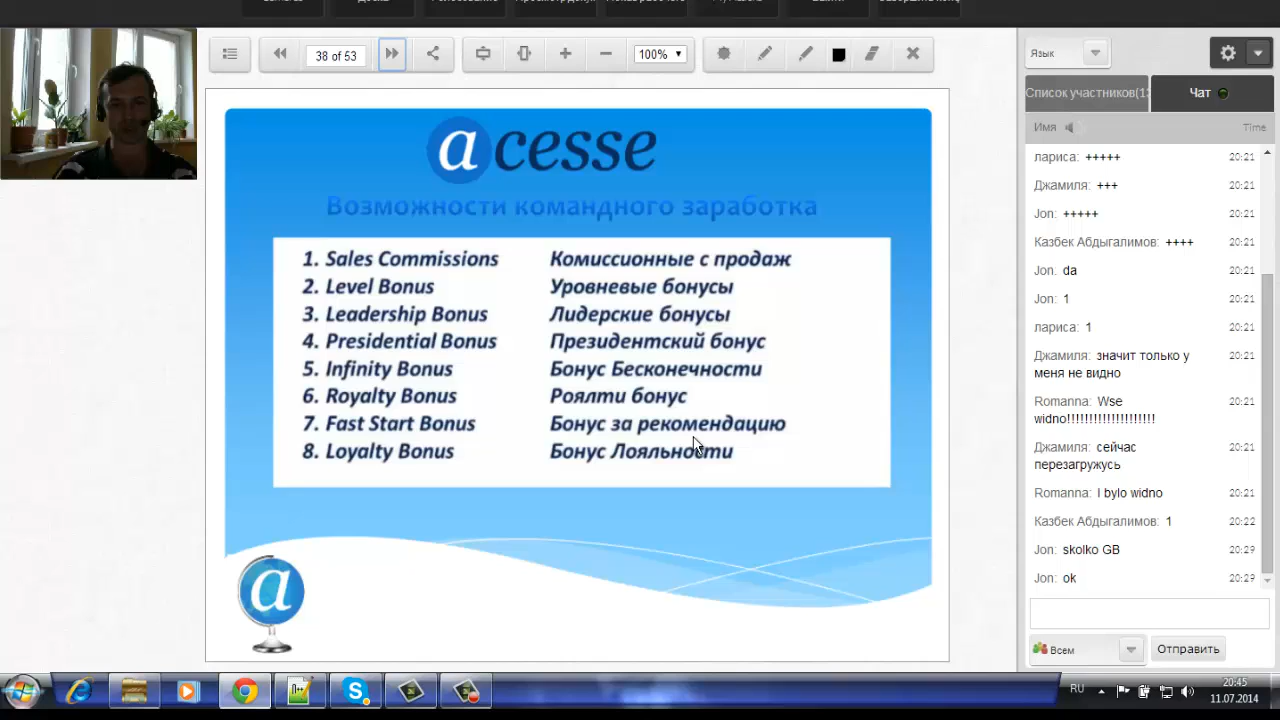 38 of 53
100%
Язык
Список участников(1
Чат
Имя
Time
acesse
Возможности командного заработка
1. Sales Commissions Комиссионные с продаж
2. Level Bonus Уровневые бонусы
3. Leadership Bonus Лидерские бонусы
4. Presidential Bonus Президентский бонус
5. Infinity Bonus Бонус Бесконечности
6. Royalty Bonus Роялти бонус
7. Fast Start Bonus Бонус за рекомендацию
8. Loyalty Bonus Бонус Лояльности
a
лариса: +++++ 20:21
Джамиля: +++ 20:21
Jon: +++++ 20:21
Казбек Абдыгалимов: ++++ 20:21
Jon: da 20:21
Jon: 1 20:21
лариса: 1 20:21
Джамиля: значит только у 20:21
меня не видно
Romanna: Wse 20:21
widno!!!!!!!!!!!!!!!!!!!!
Джамиля: сейчас 20:21
перезагружусь
Romanna: I bylo widno 20:21
Казбек Абдыгалимов: 1 20:22
Jon: skolko GB 20:29
Jon: ok 20:29
Всем
Отправить
RU
20:45
11.07.2014